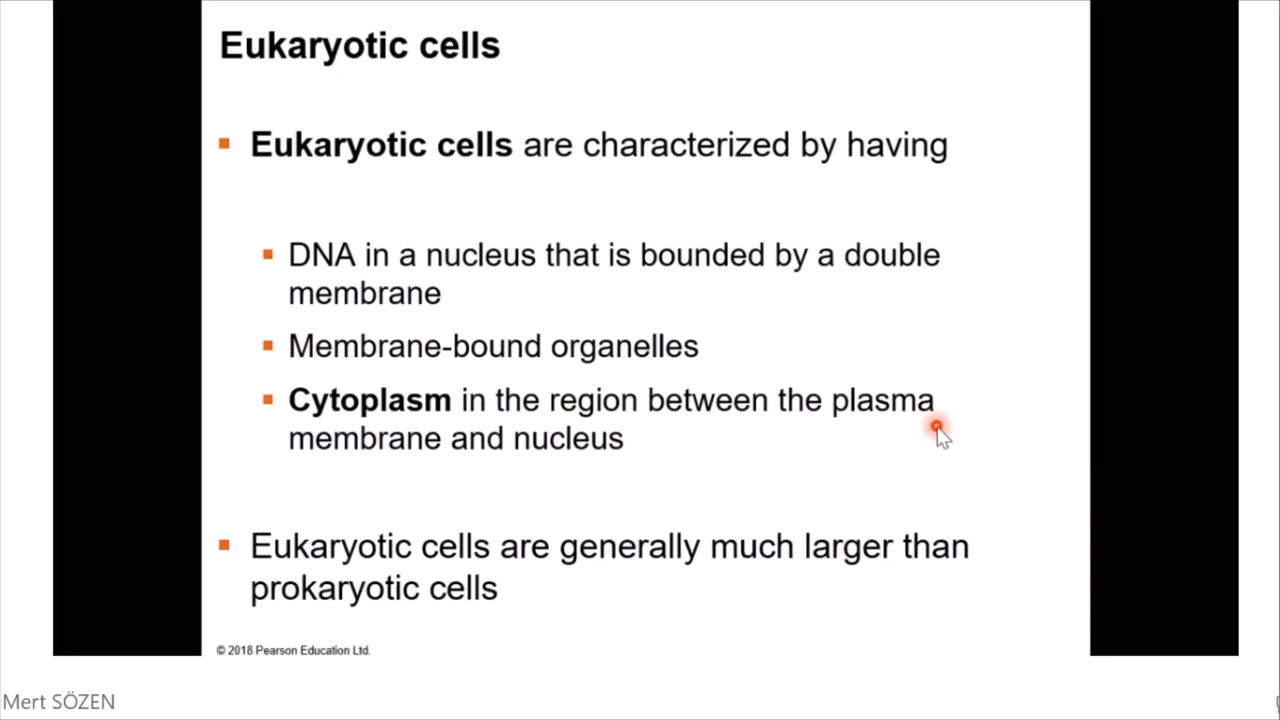 Eukaryotic cells
Eukaryotic cells are characterized by having
DNA in a nucleus that is bounded by a double
membrane
Membrane-bound organelles
Cytoplasm in the region between the plasma
membrane and nucleus
Eukaryotic cells are generally much larger than
prokaryotic cells
© 2018 Pearson Education Ltd.
Mert SÖZEN